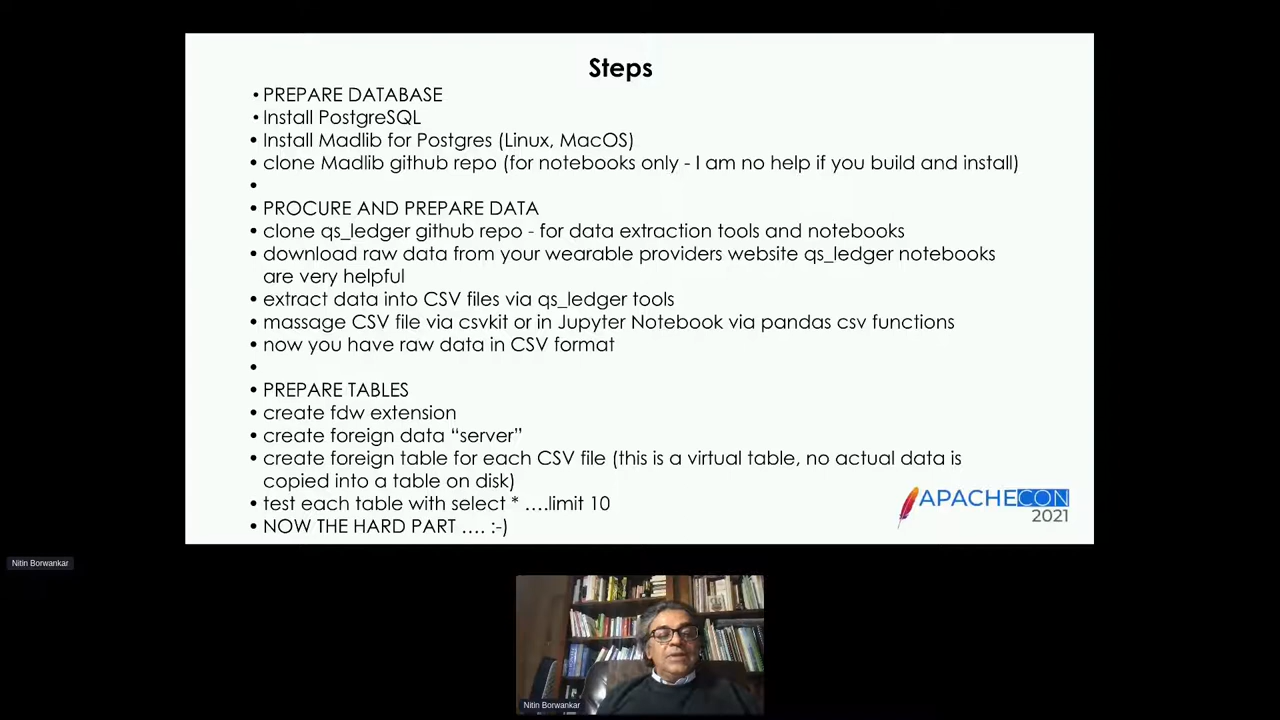 Steps
• PREPARE DATABASE
• Install PostgreSQL
• Install Madlib for Postgres (Linux, MacOS)
• clone Madlib github repo (for notebooks only - I am no help if you build and install)
•
• PROCURE AND PREPARE DATA
• clone qs_ledger github repo - for data extraction tools and notebooks
• download raw data from your wearable providers website qs_ledger notebooks
are very helpful
• extract data into CSV files via qs_ledger tools
• massage CSV file via csvkit or in Jupyter Notebook via pandas csv functions
• now you have raw data in CSV format
•
• PREPARE TABLES
• create fdw extension
• create foreign data “server”
• create foreign table for each CSV file (this is a virtual table, no actual data is
copied into a table on disk)
• test each table with select * ….limit 10
• NOW THE HARD PART …. :-)
APACHECON
2021
Nitin Borwankar
Nitin Borwankar